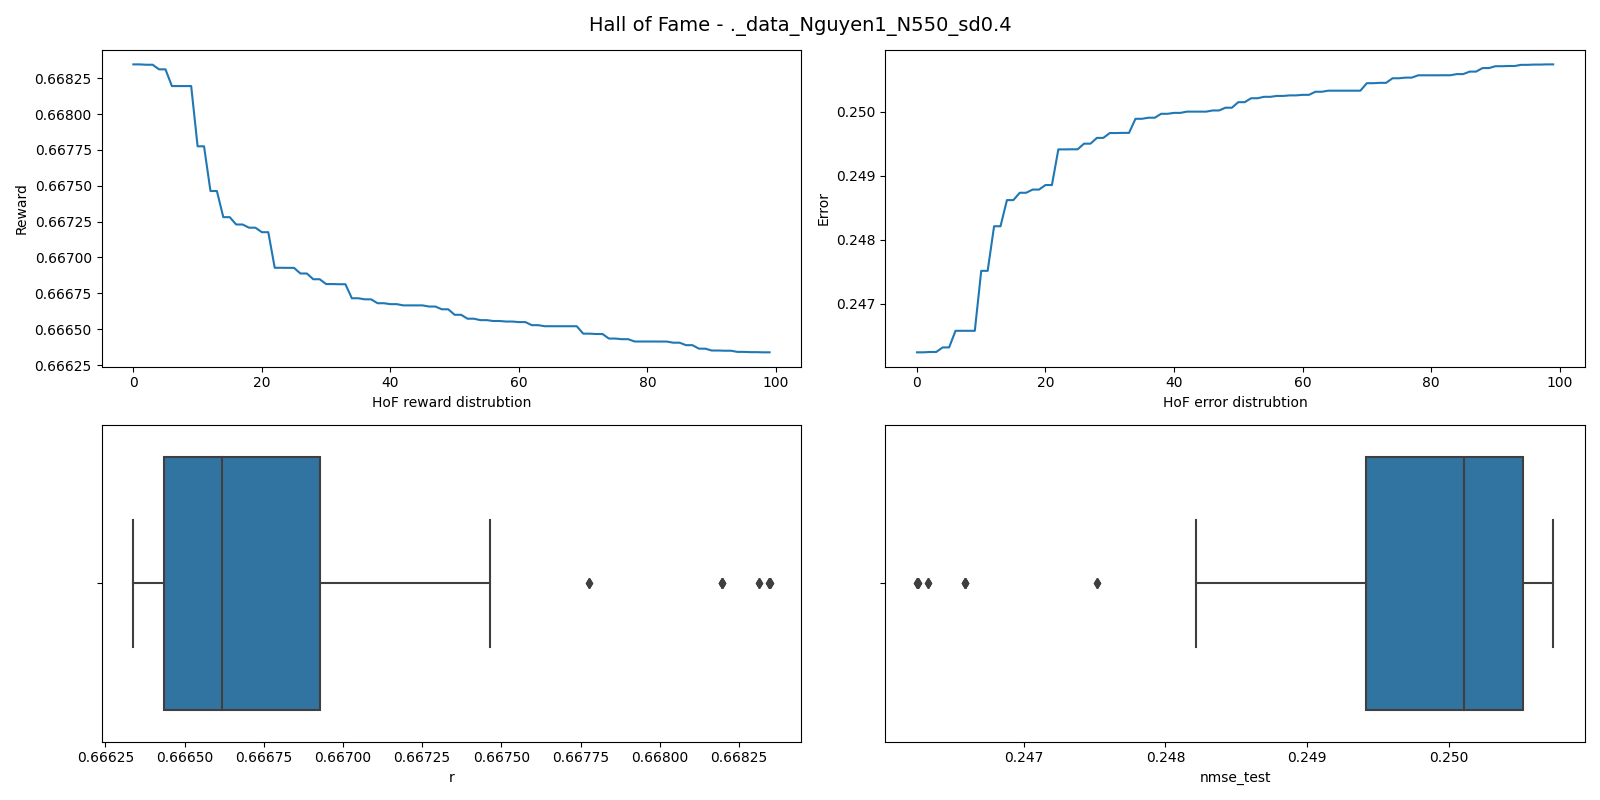 Hall of Fame - ._data_Nguyen1_N550_sd0.4
Reward
0.66825
0.66800
0.66775
0.66750
0.66725
0.66700
0.66675
0.66650
0.66625
0 20 40 60 80 100
HoF reward distrubtion
Error
0.250
0.249
0.248
0.247
0 20 40 60 80 100
HoF error distrubtion
0.66625 0.66650 0.66675 0.66700 0.66725 0.66750 0.66775 0.66800 0.66825
r
0.247 0.248 0.249 0.250
nmse_test